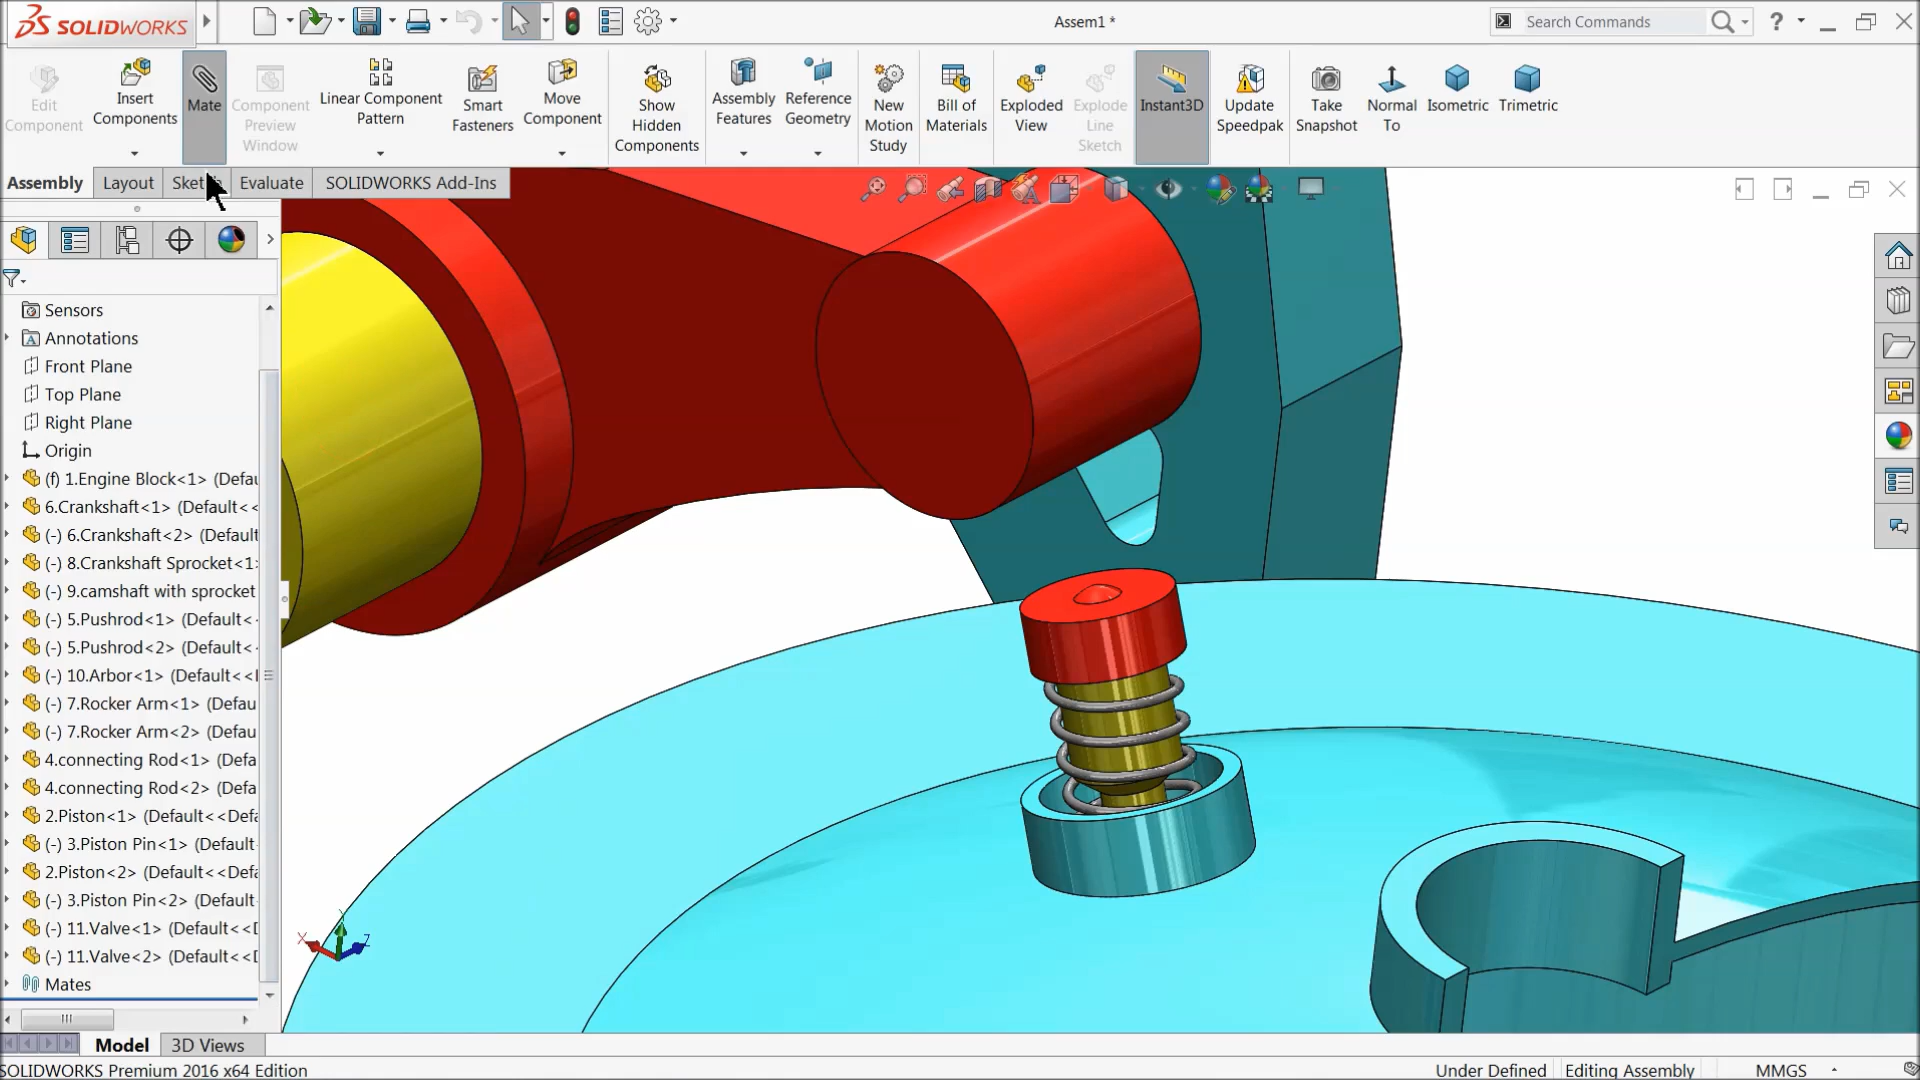 SOLIDWORKS
Assem1 *
Search Commands
Edit Component
Insert Components
Mate
Component Preview Window
Linear Component Pattern
Smart Fasteners
Move Component
Show Hidden Components
Assembly Features
Reference Geometry
New Motion Study
Bill of Materials
Exploded View
Explode Line Sketch
Instant3D
Update Speedpak
Take Snapshot
Normal To
Isometric
Trimetric
Assembly
Layout
Evaluate
SOLIDWORKS Add-Ins
Sensors
Annotations
Front Plane
Top Plane
Right Plane
Origin
(f) 1.Engine Block<1> (Defau
6.Crankshaft<1> (Default<<
(-) 6.Crankshaft<2> (Default
(-) 8.Crankshaft Sprocket<1>
(-) 9.camshaft with sprocket
(-) 5.Pushrod<1> (Default<
(-) 5.Pushrod<2> (Default<
(-) 10.Arbor<1> (Default<<
(-) 7.Rocker Arm<1> (Defau
(-) 7.Rocker Arm<2> (Defau
4.connecting Rod<1> (Defa
4.connecting Rod<2> (Defa
2.Piston<1> (Default<<Defa
(-) 3.Piston Pin<1> (Default
2.Piston<2> (Default<<Defa
(-) 3.Piston Pin<2> (Default
(-) 11.Valve<1> (Default<<D
(-) 11.Valve<2> (Default<<D
Mates
X
Y
Z
Model
3D Views
SOLIDWORKS Premium 2016 x64 Edition
Under Defined
Editing Assembly
MMGS